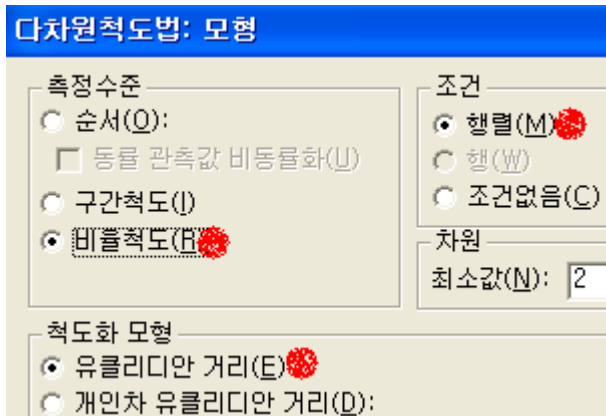 다차원척도법: 모형
측정수준
순서(O):
동률 관측값 비동률화(U)
구간척도(I)
비율척도(R)
조건
행렬(M)
행(W)
조건없음(C)
차원
최소값(N): 2
척도화 모형
유클리디안 거리(E)
개인차 유클리디안 거리(D):